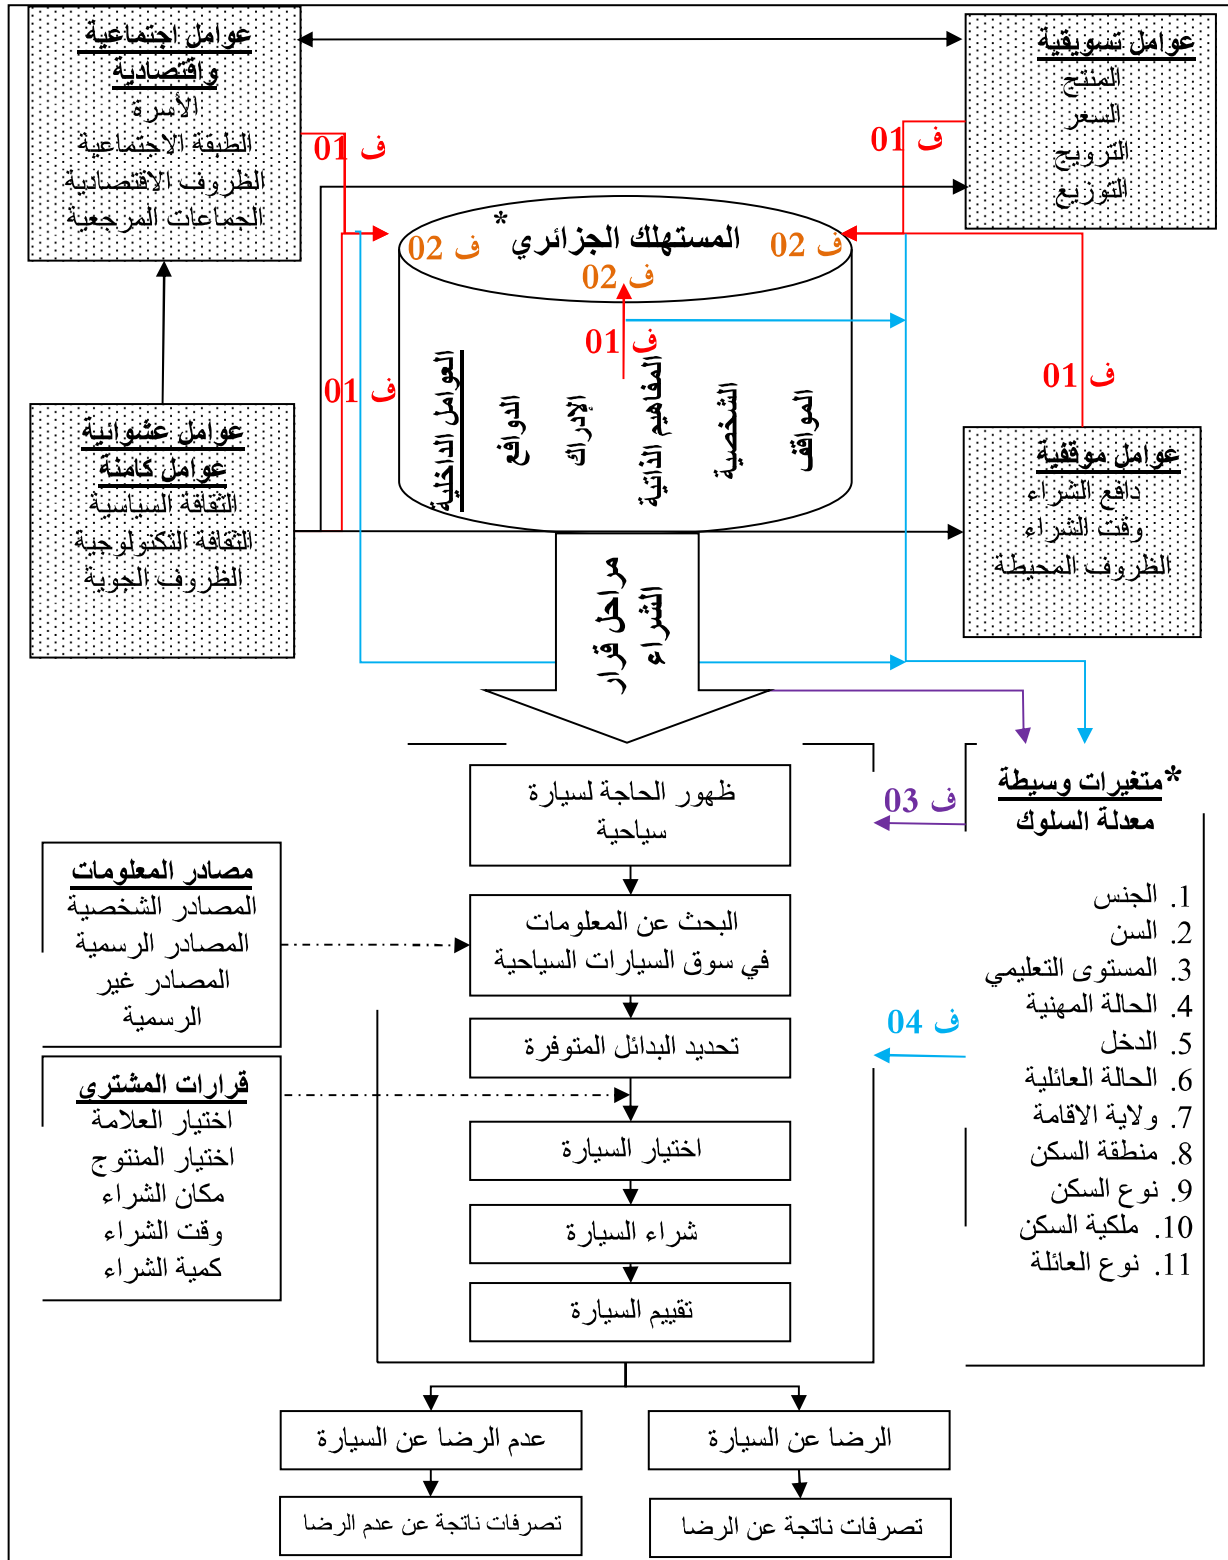 عوامل تسويقية
المنتج
السعر
الترويج
التوزيع
عوامل اجتماعية
واقتصادية
الأسرة
الطبقة الاجتماعية
الظروف الاقتصادية
الجماعات المرجعية
ف 01
ف 01
المستهلك الجزائري*
ف 02
ف 02
ف 02
ف 01
العوامل الداخلية
الدوافع
الإدراك
المفاهيم الذاتية
الشخصية
المواقف
ف 01
ف 01
عوامل موقفية
دافع الشراء
وقت الشراء
الظروف المحيطة
عوامل عشوائية
عوامل كامنة
الثقافة السياسية
الثقافة التكنولوجية
الظروف الجوية
مراحل قرار
الشراء
*متغيرات وسيطة
معدلة السلوك
1. الجنس
2. السن
3. المستوى التعليمي
4. الحالة المهنية
5. الدخل
6. الحالة العائلية
7. ولاية الاقامة
8. منطقة السكن
9. نوع السكن
10. ملكية السكن
11. نوع العائلة
ف 03
ف 04
ظهور الحاجة لسيارة
سياحية
البحث عن المعلومات
في سوق السيارات السياحية
تحديد البدائل المتوفرة
اختيار السيارة
شراء السيارة
تقييم السيارة
مصادر المعلومات
المصادر الشخصية
المصادر الرسمية
المصادر غير
الرسمية
قرارات المشتري
اختيار العلامة
اختيار المنتوج
مكان الشراء
وقت الشراء
كمية الشراء
الرضا عن السيارة
عدم الرضا عن السيارة
تصرفات ناتجة عن الرضا
تصرفات ناتجة عن عدم الرضا